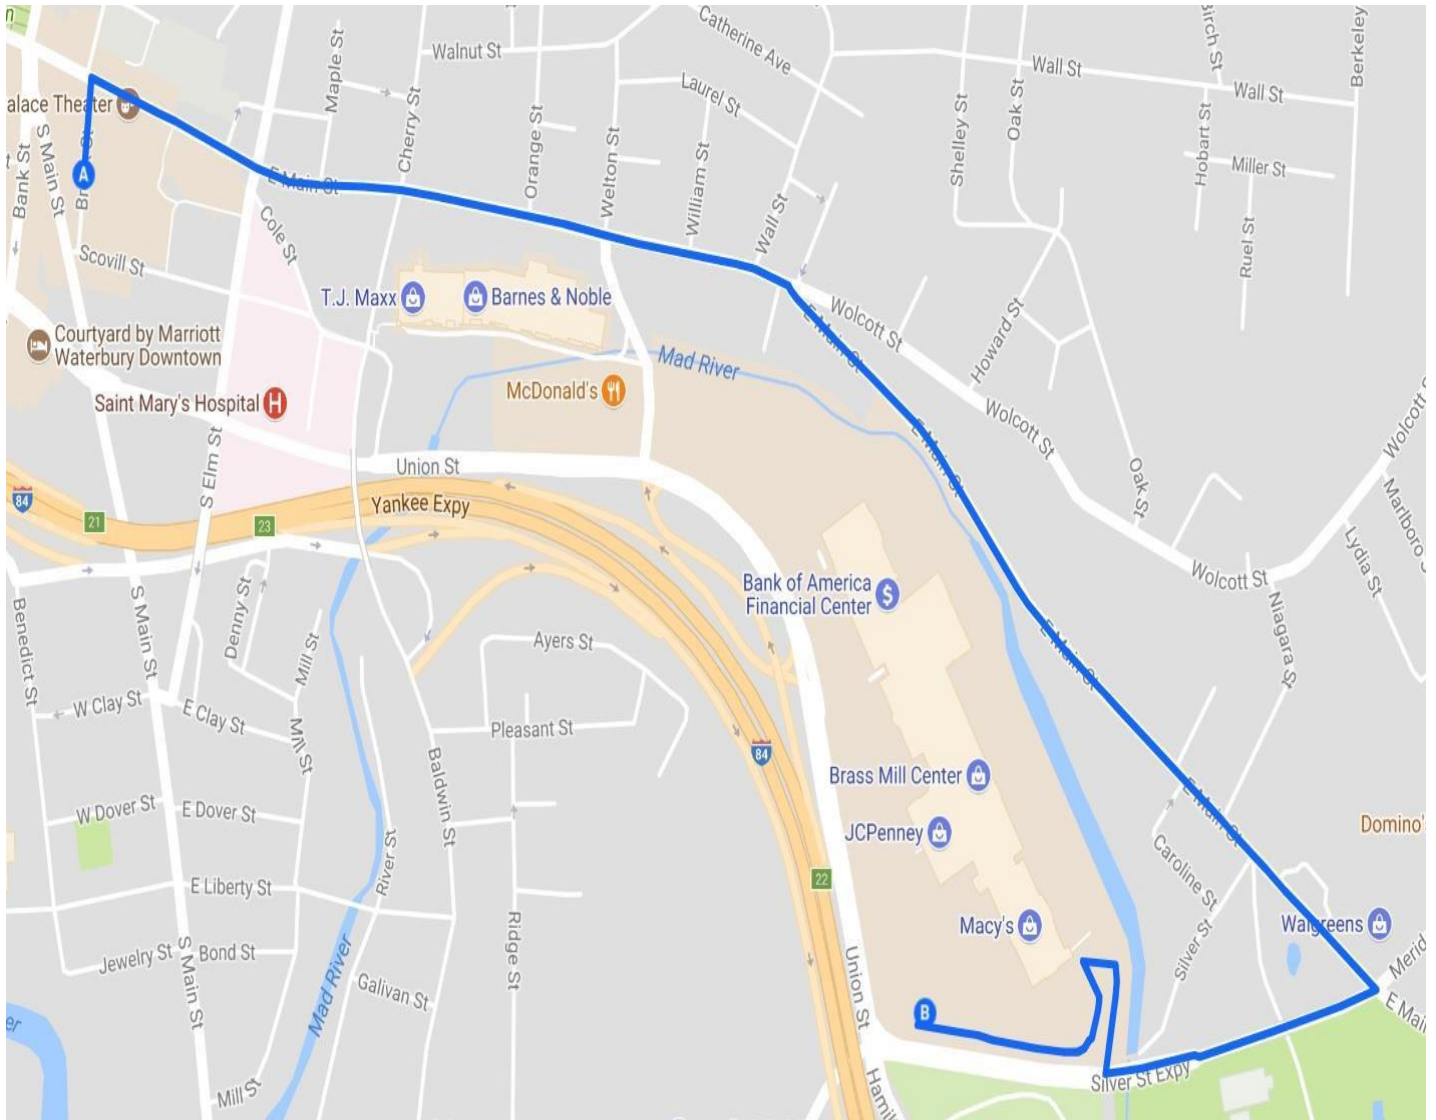 Walnut St
Catherine Ave
Birch St
Berkeley
Maple St
Wall St
Wall St
Laurel St
Cherry St
Orange St
Shelley St
Oak St
Hobart St
alace Theater
S Main St
Bank St
A
E Main St
Welton St
William St
Miller St
Wall St
Cole St
Ruel St
Scovill St
T.J. Maxx
Barnes & Noble
Wolcott St
Howard St
E Main St
Courtyard by Marriott
Waterbury Downtown
Mad River
McDonald's
Saint Mary's Hospital
H
Wolcott St
E Main St
S Elm St
Union St
Oak St
Marlboro S
84
Yankee Expy
21
23
Lydia St
Wolcott St
Bank of America
Financial Center
$
Benedict St
S Main St
Denny St
Mill St
Niagara St
Ayers St
E Main St
W Clay St
E Clay St
Mill St
Pleasant St
84
Baldwin St
Brass Mill Center
E Main St
W Dover St
E Dover St
JCPenney
Domino'
River St
22
Caroline St
E Liberty St
Macy's
Walgreens
Ridge St
Silver St
Jewelry St
Bond St
S Main St
Mad River
Galivan St
Union St
Merid
B
E Mai
er
Silver St Expy
Mill St
Hamil